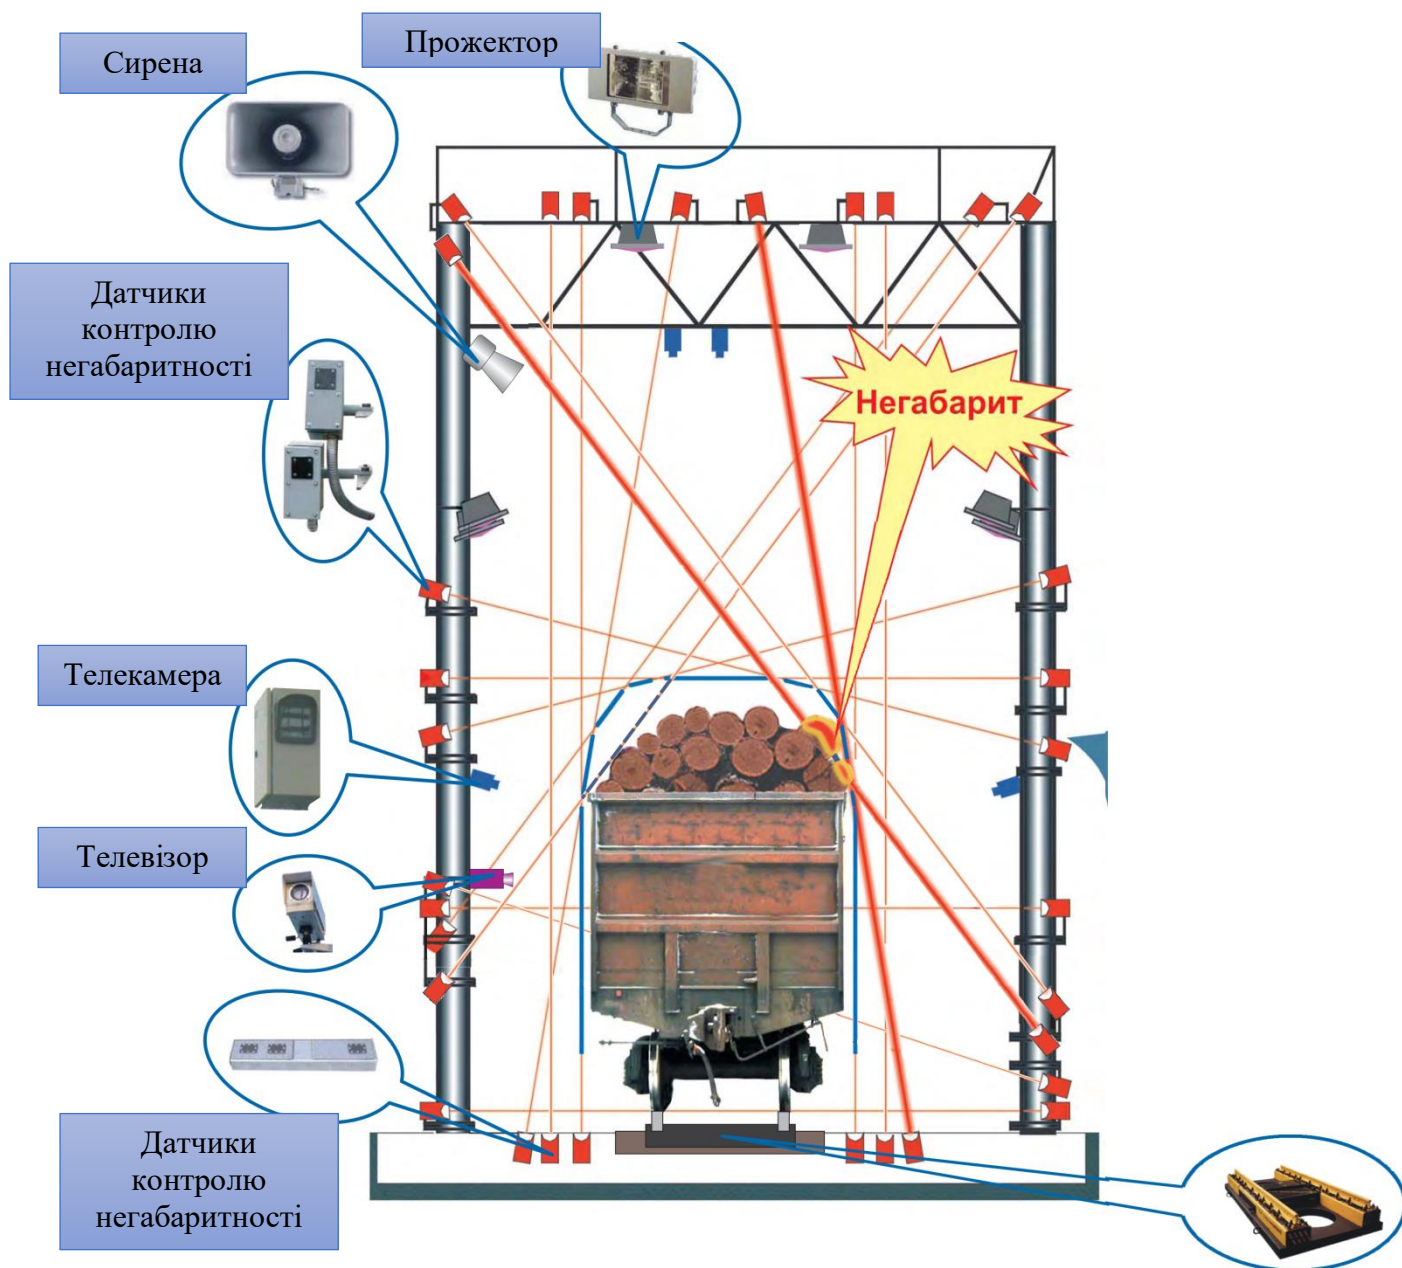 Прожектор
Сирена
Датчики
контролю
негабаритності
Негабарит
Телекамера
Телевізор
Датчики
контролю
негабаритності